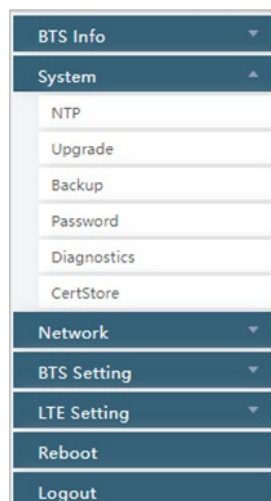 BTS Info
System
NTP
Upgrade
Backup
Password
Diagnostics
CertStore
Network
BTS Setting
LTE Setting
Reboot
Logout